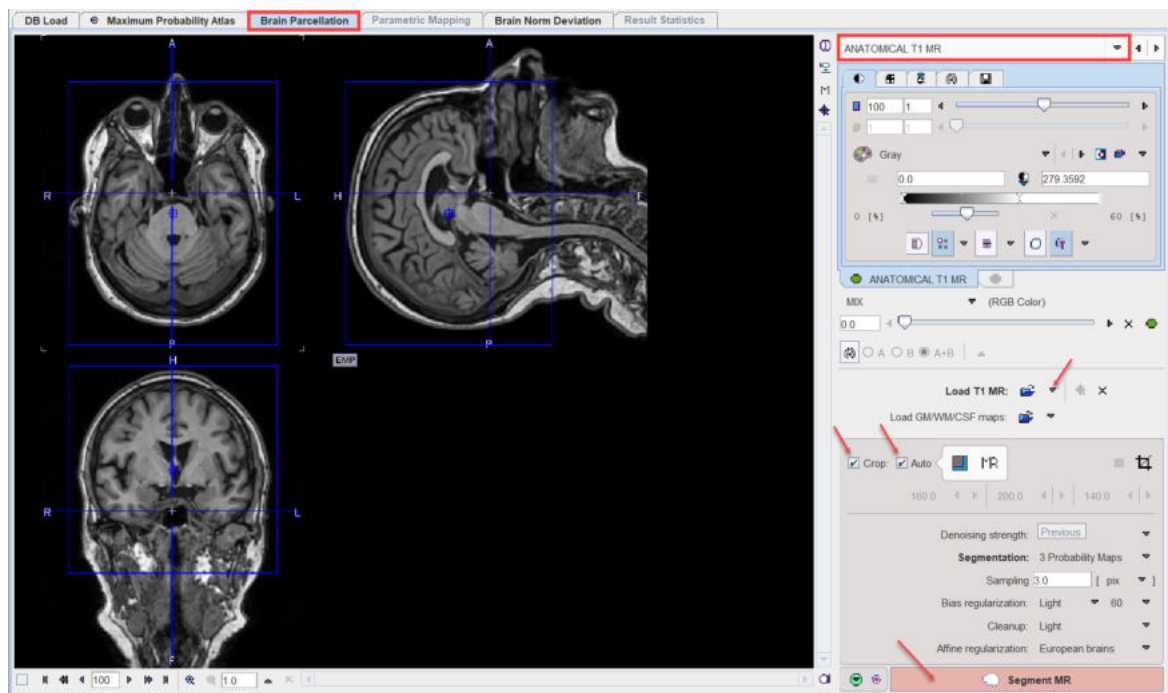 DB Load Maximum Probability Atlas Brain Parcellation Parametric Mapping Brain Norm Deviation Result Statistics
ANATOMICAL T1 MR
A A
M
100 1
1 1
Gray
R L H F
0.0 279.3592
0 [%] 60 [%]
ANATOMICAL T1 MR
MIX (RGB Color)
0.0
P P
H EMP
A B A+B
Load T1 MR:
Load GM/WM/CSF maps:
Crop: Auto MR
160.0 200.0 140.0
R L
Denoising strength: Previous
Segmentation: 3 Probability Maps
Sampling 3.0 [ pix ]
Bias regularization: Light 60
Cleanup: Light
Affine regularization: European brains
F
100 1.0 Segment MR